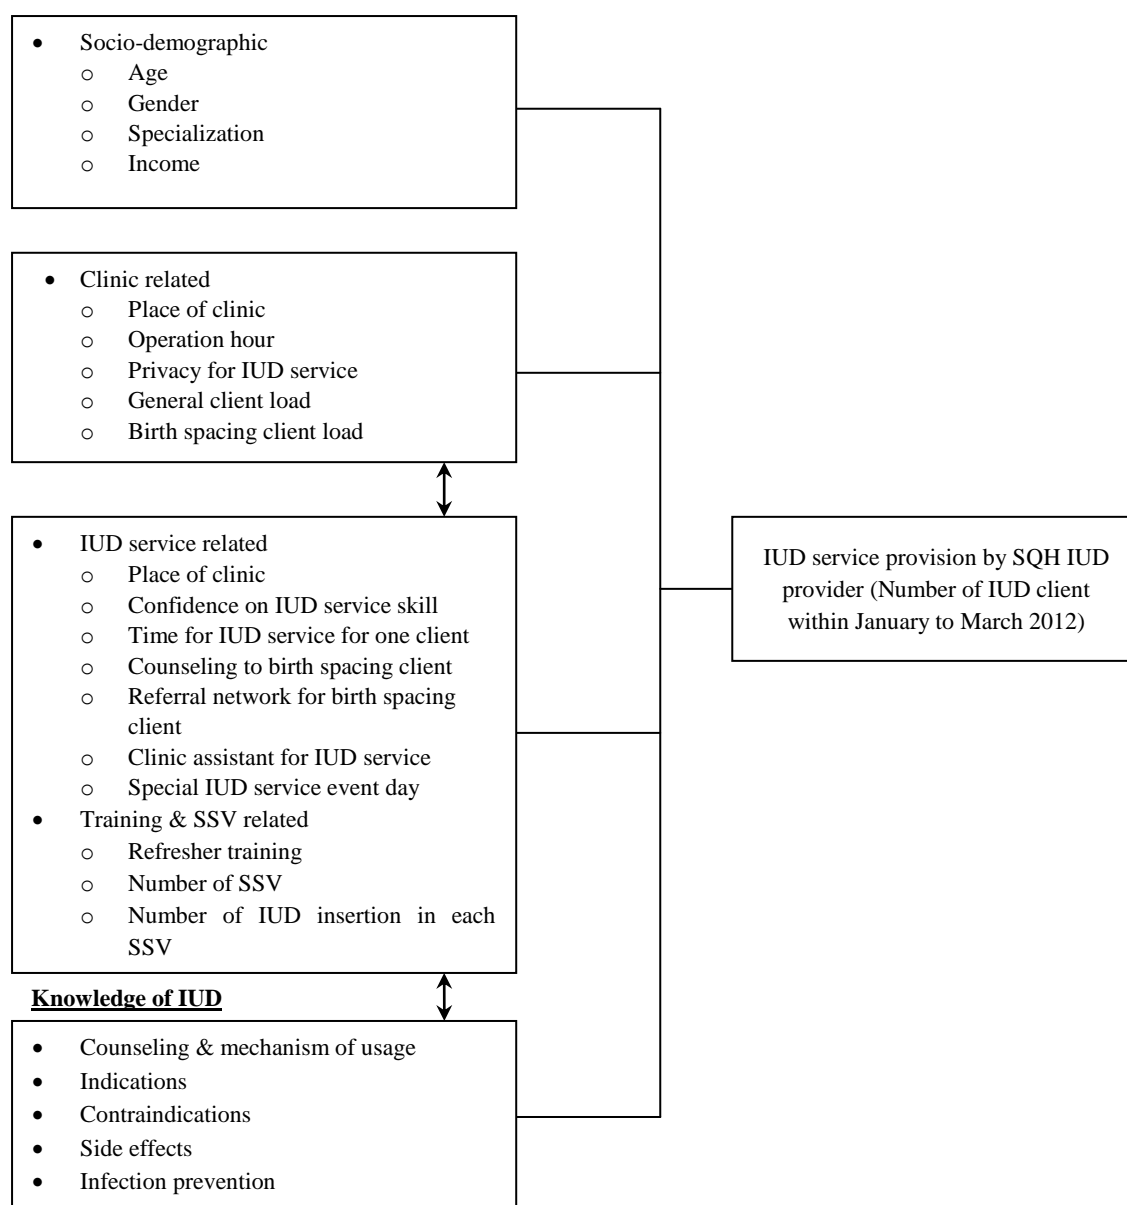 • Socio-demographic
o Age
o Gender
o Specialization
o Income
• Clinic related
o Place of clinic
o Operation hour
o Privacy for IUD service
o General client load
o Birth spacing client load
• IUD service related
o Place of clinic
o Confidence on IUD service skill
o Time for IUD service for one client
o Counseling to birth spacing client
o Referral network for birth spacing
client
o Clinic assistant for IUD service
o Special IUD service event day
• Training & SSV related
o Refresher training
o Number of SSV
o Number of IUD insertion in each
SSV
Knowledge of IUD
• Counseling & mechanism of usage
• Indications
• Contraindications
• Side effects
• Infection prevention
IUD service provision by SQH IUD
provider (Number of IUD client
within January to March 2012)